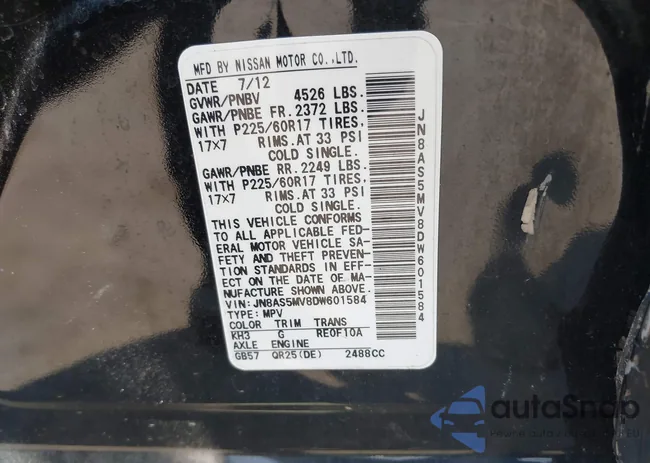 MFD BY NISSAN MOTOR CO.,LTD.
DATE 7/12
GVWR/PNBV 4526 LBS.
GAWR/PNBE FR. 2372 LBS.
WITH P225/60R17 TIRES,
17X7 RIMS.AT 33 PSI
COLD SINGLE.
GAWR/PNBE RR. 2249 LBS.
WITH P225/60R17 TIRES,
17X7 RIMS.AT 33 PSI
COLD SINGLE.
THIS VEHICLE CONFORMS
TO ALL APPLICABLE FED-
ERAL MOTOR VEHICLE SA-
FETY AND THEFT PREVEN-
TION STANDARDS IN EFF-
ECT ON THE DATE OF MA-
NUFACTURE SHOWN ABOVE.
VIN:JN8AS5MV8DW601584
TYPE:MPV
COLOR TRIM TRANS
KH3 G RE0F10A
AXLE ENGINE
GB57 QR25(DE) 2488CC
JN8AS5MV8DW601584
autoSnap